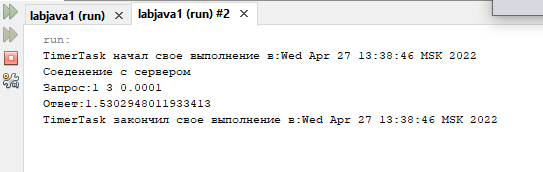 labjava1 (run) labjava1 (run) #2
run:
TimerTask начал свое выполнение в:Wed Apr 27 13:38:46 MSK 2022
Соеденение с сервером
Запрос:1 3 0.0001
Ответ:1.5302948011933413
TimerTask закончил свое выполнение в:Wed Apr 27 13:38:46 MSK 2022